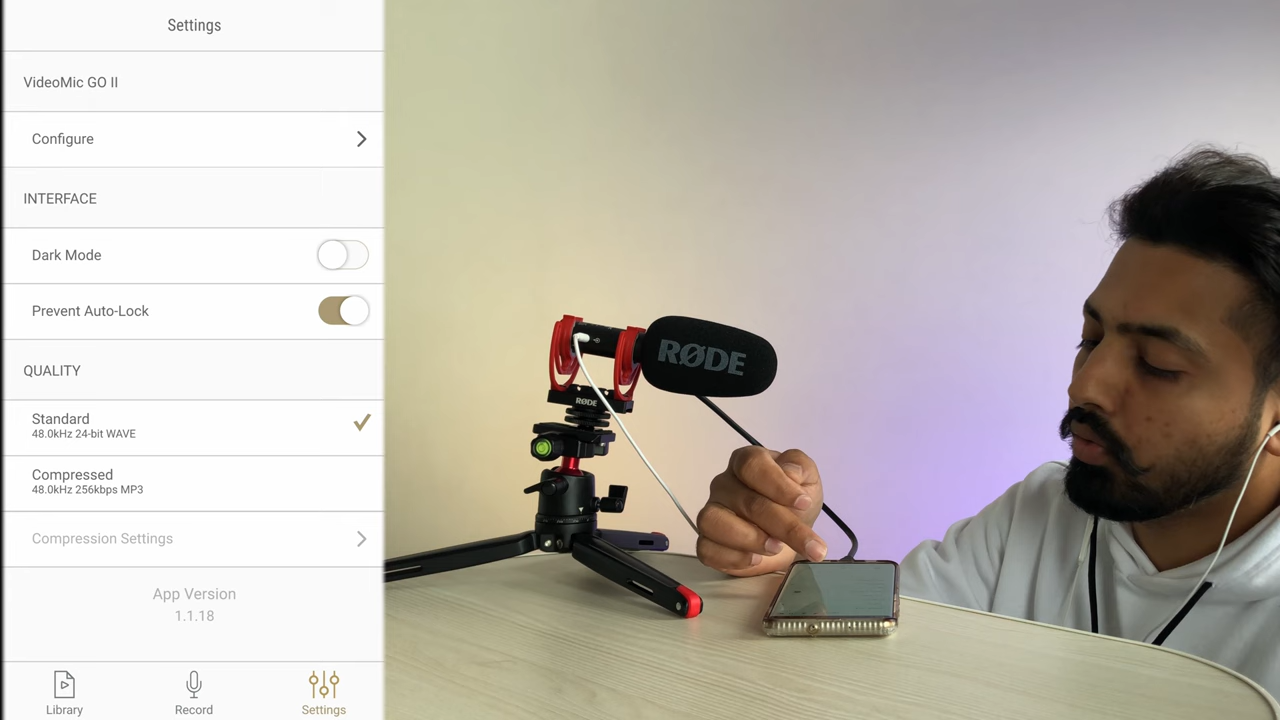 Settings
VideoMic GO II
Configure
INTERFACE
Dark Mode
Prevent Auto-Lock
QUALITY
Standard
48.0kHz 24-bit WAVE
Compressed
48.0kHz 256kbps MP3
Compression Settings
App Version
1.1.18
Library
Record
Settings
RØDE
RØDE